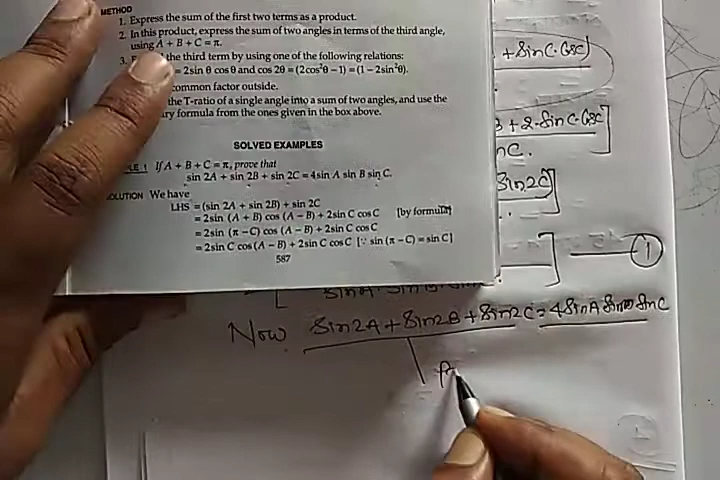 METHOD
1. Express the sum of the first two terms as a product.
2. In this product, express the sum of two angles in terms of the third angle,
using A + B + C = π.
3. the third term by using one of the following relations:
= 2sin θ cos θ and cos 2θ = (2cos²θ – 1) = (1 – 2sin²θ).
common factor outside.
the T-ratio of a single angle into a sum of two angles, and use the
formula from the ones given in the box above.
SOLVED EXAMPLES
1 If A + B + C = π, prove that
sin 2A + sin 2B + sin 2C = 4sin A sin B sin C.
We have
LHS = (sin 2A + sin 2B) + sin 2C
= 2sin (A + B) cos (A – B) + 2sin C cos C [by formula]
= 2sin (π – C) cos (A – B) + 2sin C cos C
= 2sin C cos (A – B) + 2sin C cos C [∵ sin (π – C) = sin C]
587
+ Sin C. Cos C)
+ 2. Sin C. Cos C]
Sin 2C)]
1
Now Sin2A + Sin2B + Sin2C = 4 SinA SinB SinC